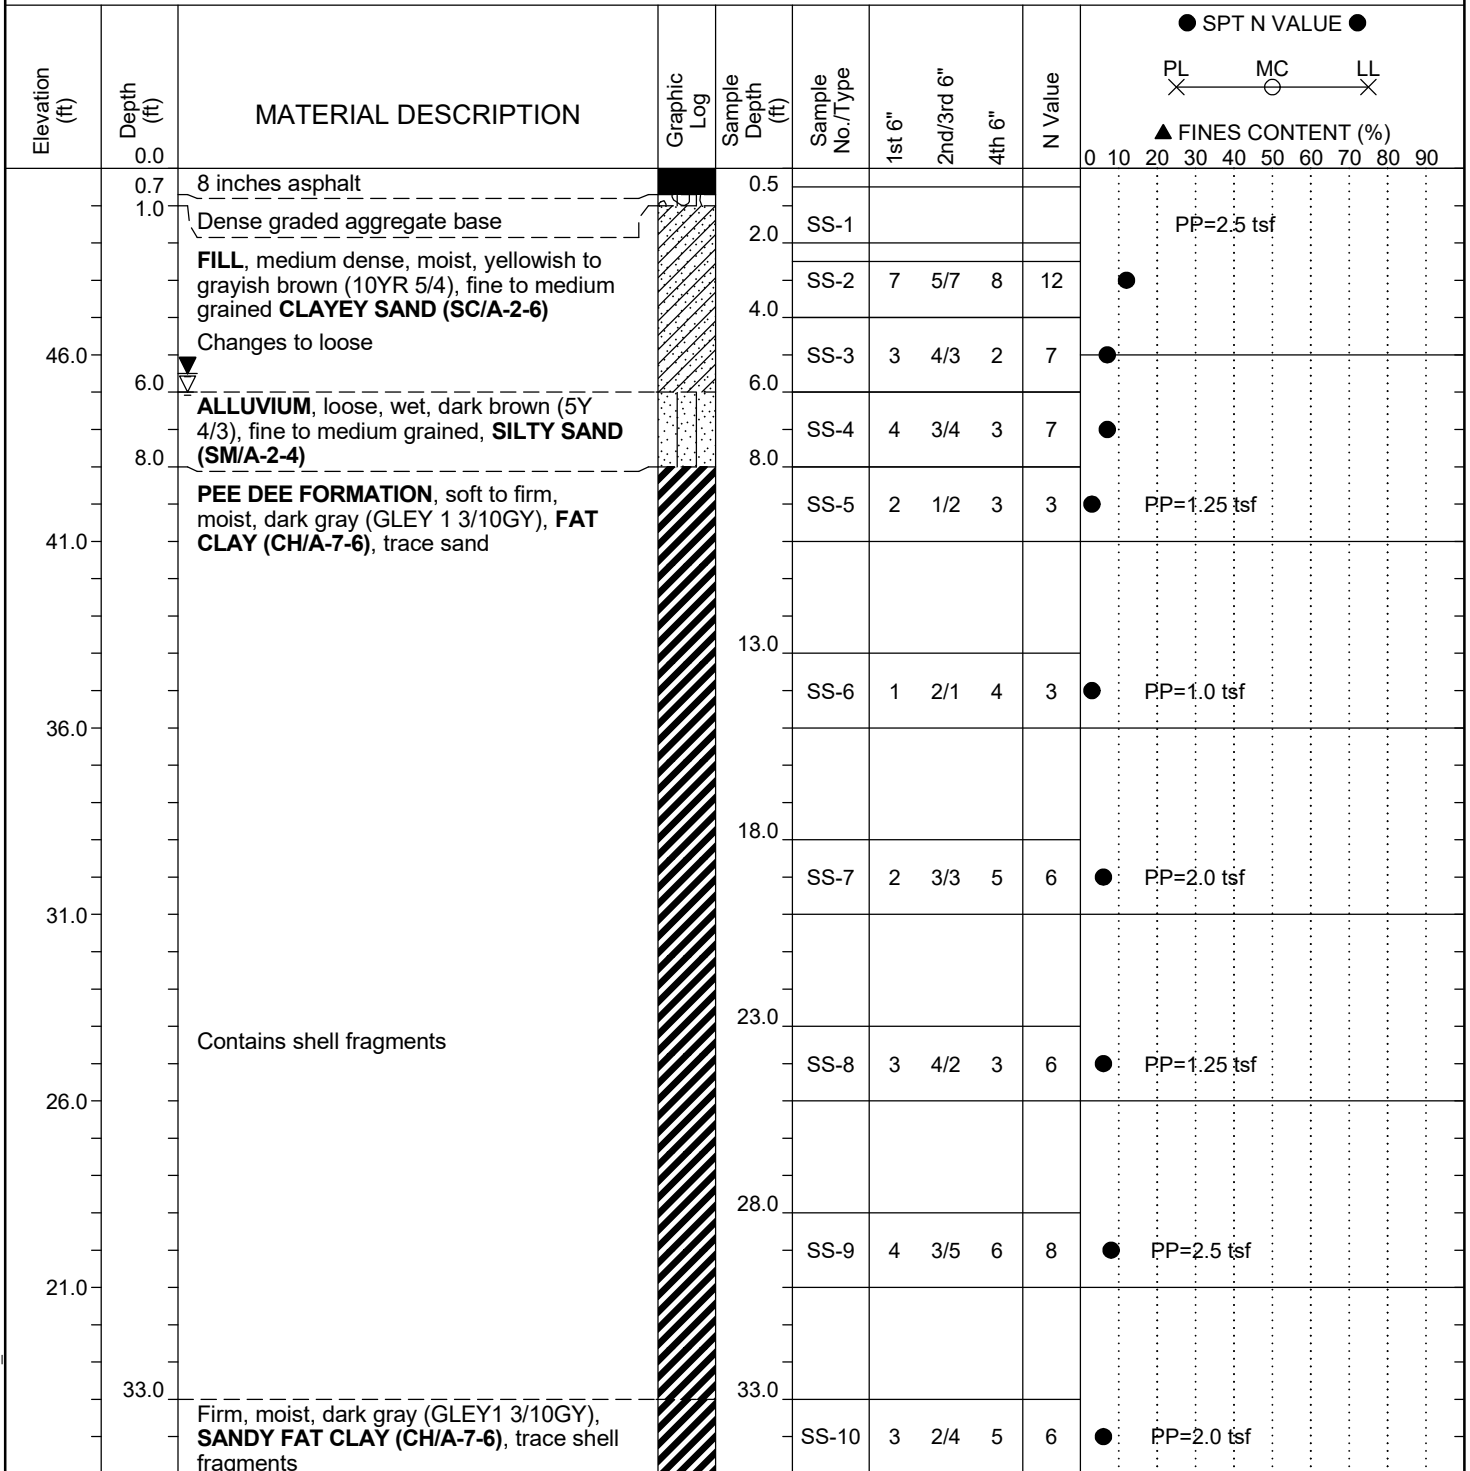 ● SPT N VALUE ●
PL MC LL
▲ FINES CONTENT (%)
0 10 20 30 40 50 60 70 80 90
Elevation
(ft)
Depth
(ft)
0.0
MATERIAL DESCRIPTION
Graphic
Log
Sample
Depth
(ft)
Sample
No./Type
1st 6"
2nd/3rd 6"
4th 6"
N Value
0.7 8 inches asphalt 0.5
1.0
Dense graded aggregate base
SS-1 PP=2.5 tsf
2.0
FILL, medium dense, moist, yellowish to
grayish brown (10YR 5/4), fine to medium
grained CLAYEY SAND (SC/A-2-6)
SS-2 7 5/7 8 12
4.0
Changes to loose
46.0
SS-3 3 4/3 2 7
6.0 6.0
ALLUVIUM, loose, wet, dark brown (5Y
4/3), fine to medium grained, SILTY SAND
(SM/A-2-4)
SS-4 4 3/4 3 7
8.0 8.0
PEE DEE FORMATION, soft to firm,
moist, dark gray (GLEY 1 3/10GY), FAT
CLAY (CH/A-7-6), trace sand
SS-5 2 1/2 3 3 PP=1.25 tsf
41.0
13.0
SS-6 1 2/1 4 3 PP=1.0 tsf
36.0
18.0
SS-7 2 3/3 5 6 PP=2.0 tsf
31.0
23.0
Contains shell fragments
SS-8 3 4/2 3 6 PP=1.25 tsf
26.0
28.0
SS-9 4 3/5 6 8 PP=2.5 tsf
21.0
33.0 33.0
Firm, moist, dark gray (GLEY1 3/10GY),
SANDY FAT CLAY (CH/A-7-6), trace shell
fragments
SS-10 3 2/4 5 6 PP=2.0 tsf